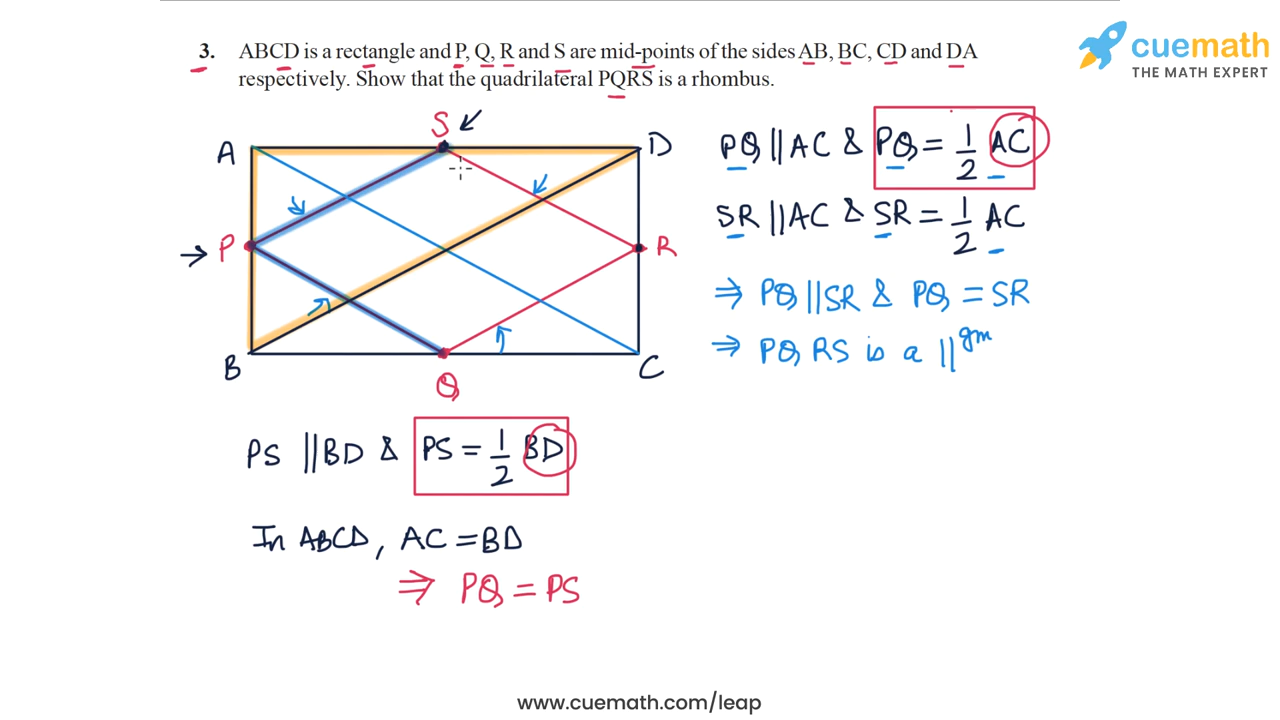 3. ABCD is a rectangle and P, Q, R and S are mid-points of the sides AB, BC, CD and DA
respectively. Show that the quadrilateral PQRS is a rhombus.
cuemath
THE MATH EXPERT
S
A
D
P
R
B
Q
C
PQ || AC & PQ = 1/2 AC
SR || AC & SR = 1/2 AC
⇒ PQ || SR & PQ = SR
⇒ PQRS is a ||gm
PS || BD & PS = 1/2 BD
In ABCD, AC = BD
⇒ PQ = PS
www.cuemath.com/leap